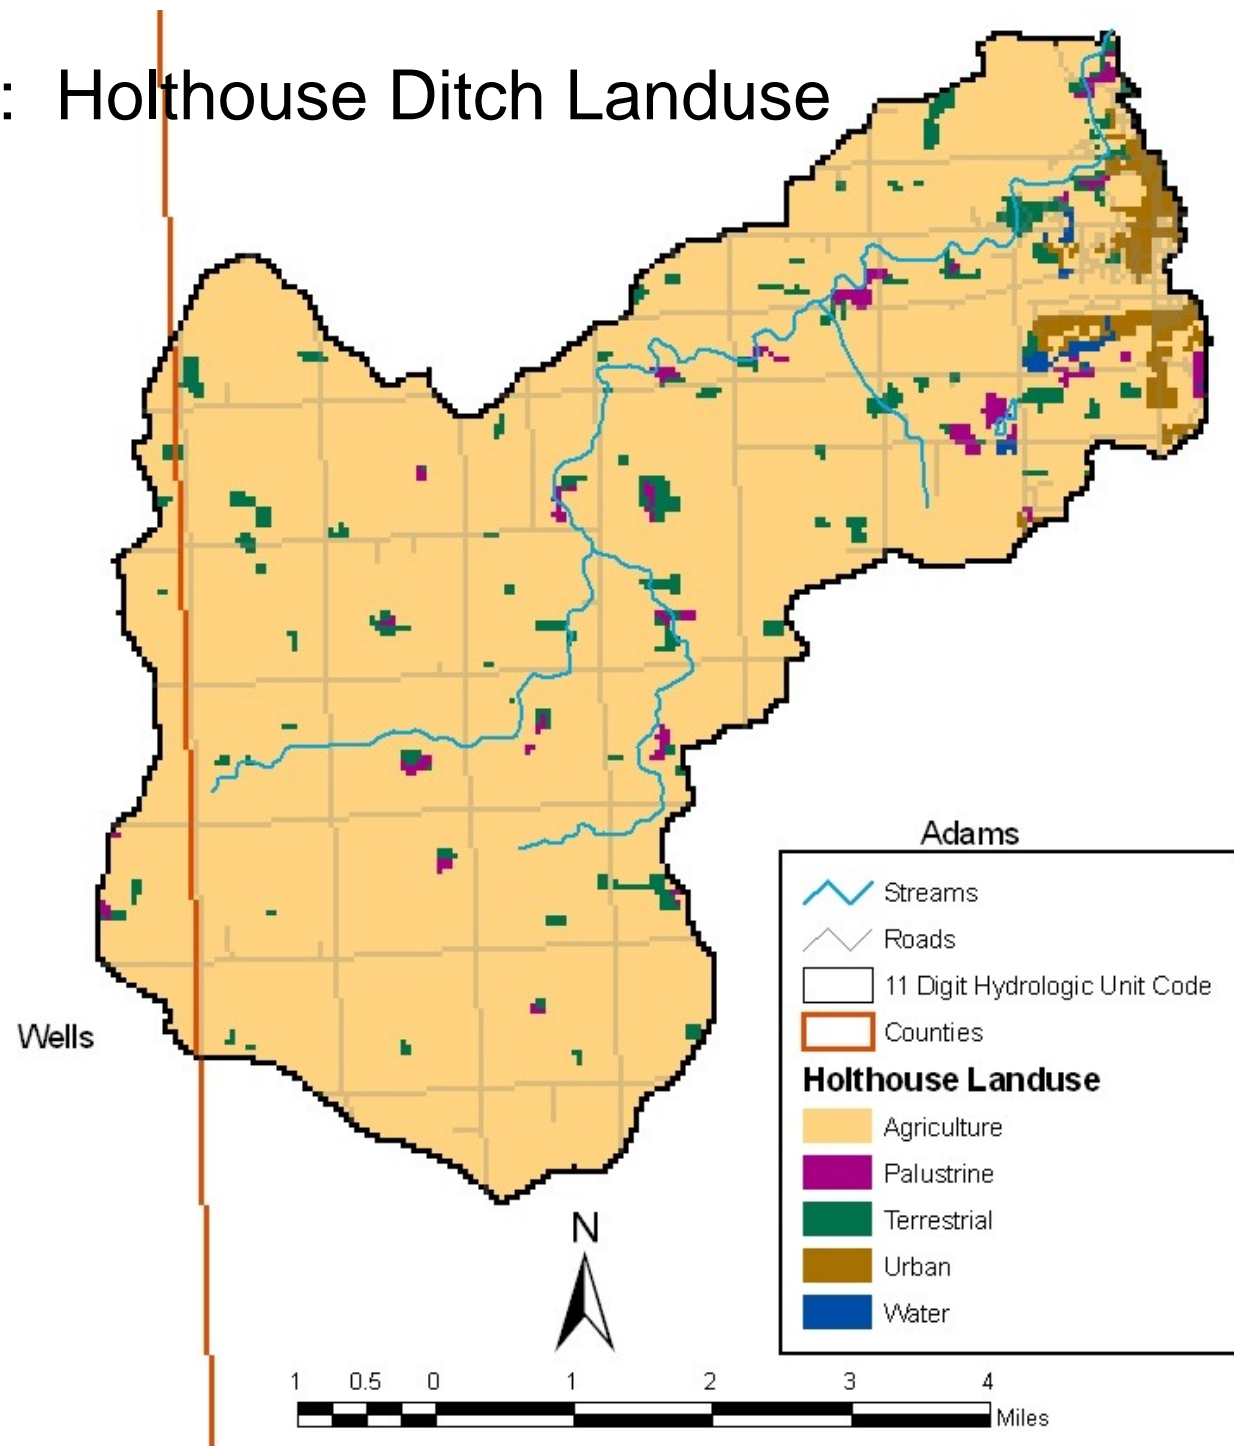 : Holthouse Ditch Landuse
Adams
Wells
Streams
Roads
11 Digit Hydrologic Unit Code
Counties
Holthouse Landuse
Agriculture
Palustrine
Terrestrial
Urban
Water
N
1 0.5 0 1 2 3 4
Miles